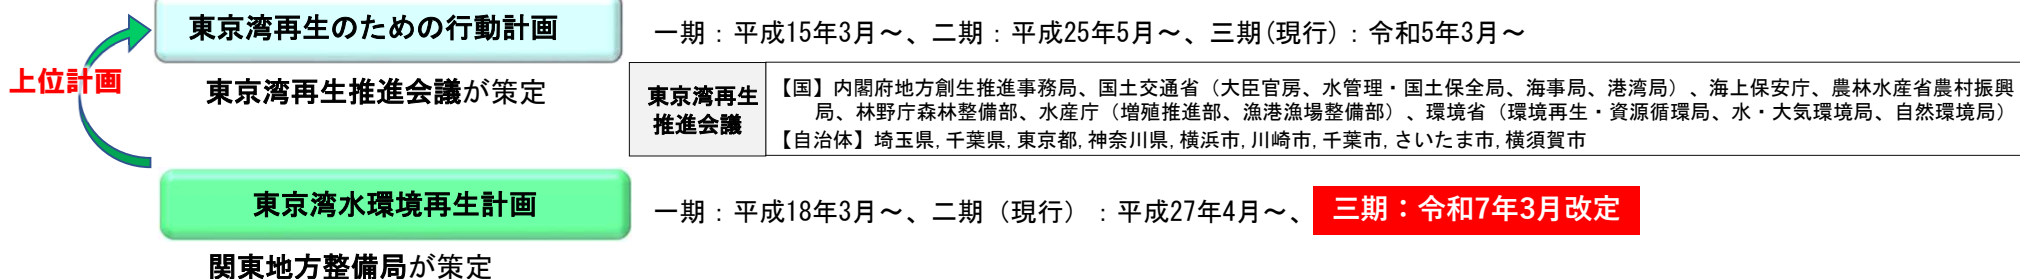 東京湾再生のための行動計画
一期：平成15年3月～、二期：平成25年5月～、三期(現行)：令和5年3月～
上位計画
東京湾再生推進会議が策定
東京湾再生
推進会議
【国】内閣府地方創生推進事務局、国土交通省（大臣官房、水管理・国土保全局、海事局、港湾局）、海上保安庁、農林水産省農村振興
局、林野庁森林整備部、水産庁（増殖推進部、漁港漁場整備部）、環境省（環境再生・資源循環局、水・大気環境局、自然環境局）
【自治体】埼玉県,千葉県,東京都,神奈川県,横浜市,川崎市,千葉市,さいたま市,横須賀市
東京湾水環境再生計画
一期：平成18年3月～、二期（現行）：平成27年4月～、 三期：令和7年3月改定
関東地方整備局が策定